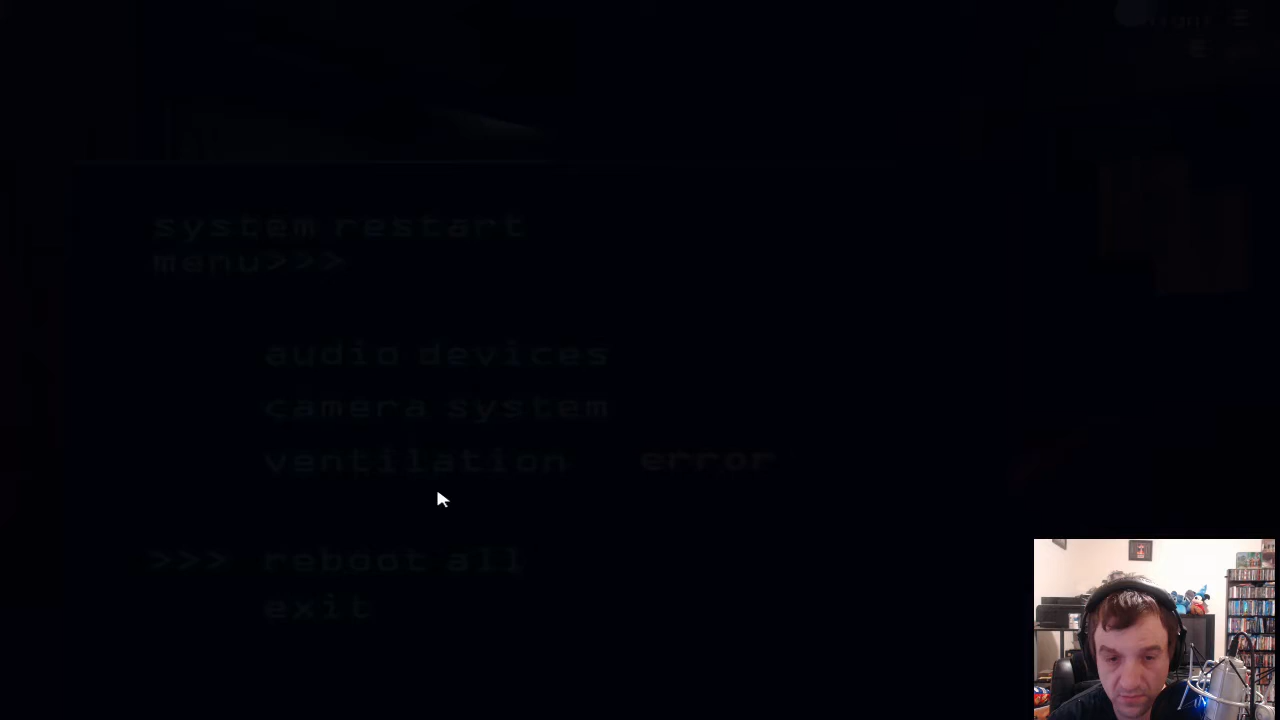 system restart
menu>>>
audio devices
camera system
ventilation error
>>> reboot all
exit